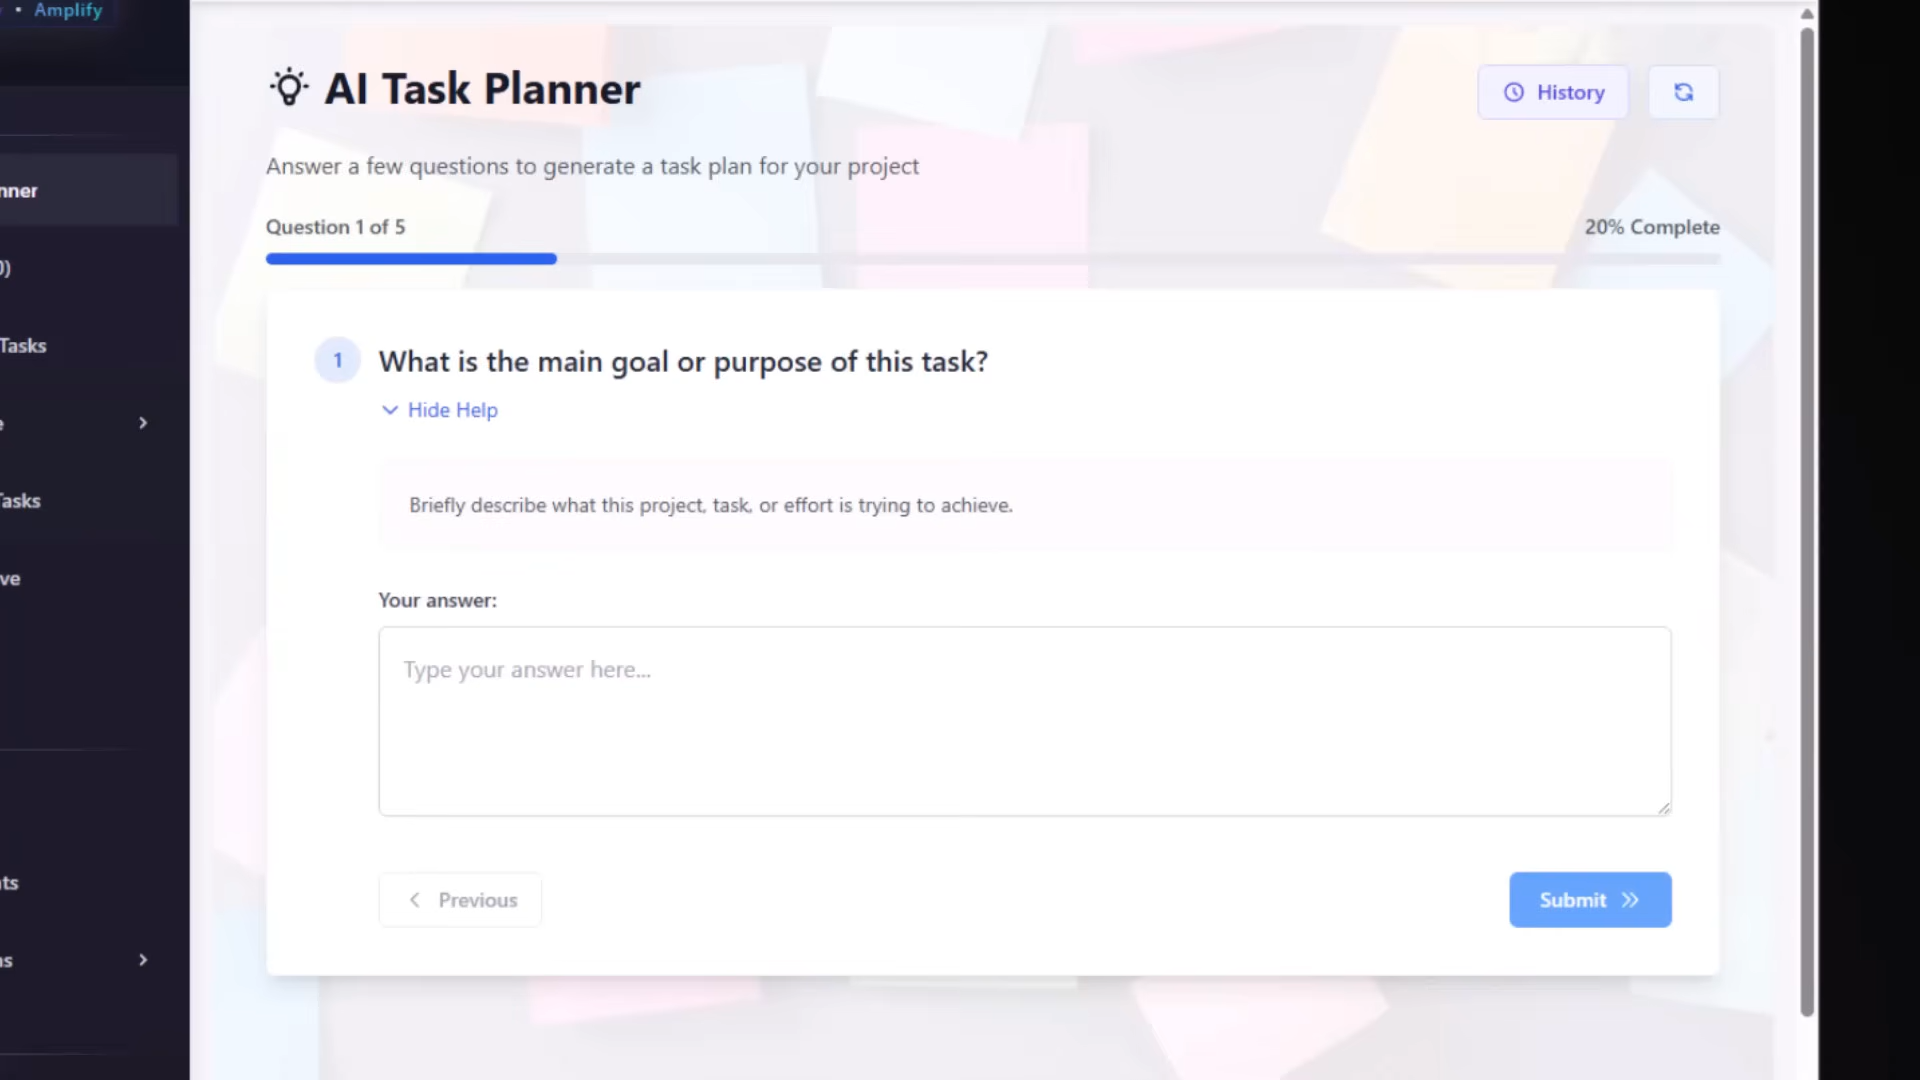 • Amplify
AI Task Planner
History
Answer a few questions to generate a task plan for your project
Question 1 of 5
20% Complete
1
What is the main goal or purpose of this task?
Hide Help
Briefly describe what this project, task, or effort is trying to achieve.
Your answer:
Type your answer here...
Previous
Submit
nner
0)
Tasks
e
Tasks
ve
ts
ns